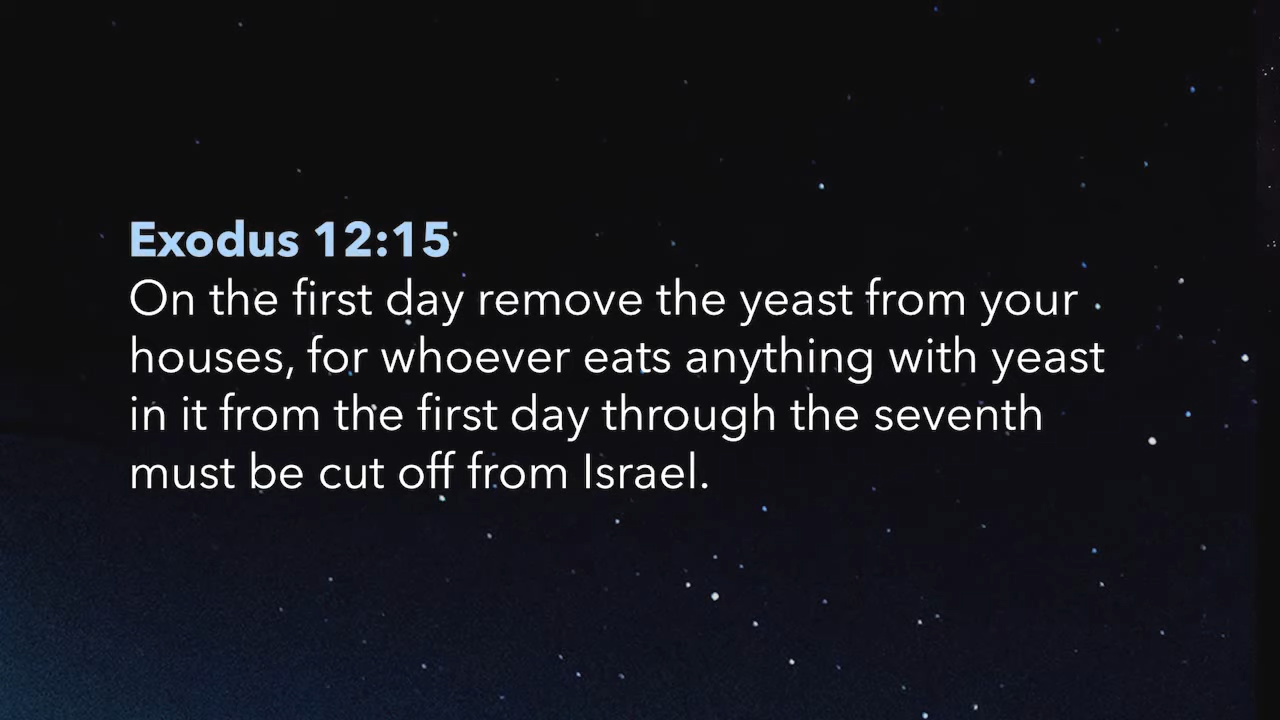 Exodus 12:15
On the first day remove the yeast from your
houses, for whoever eats anything with yeast
in it from the first day through the seventh
must be cut off from Israel.